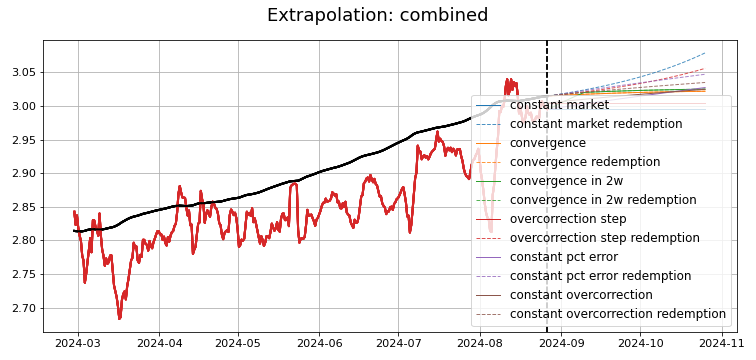 Extrapolation: combined
3.05
3.00
2.95
2.90
2.85
2.80
2.75
2.70
constant market
constant market redemption
convergence
convergence redemption
convergence in 2w
convergence in 2w redemption
overcorrection step
overcorrection step redemption
constant pct error
constant pct error redemption
constant overcorrection
constant overcorrection redemption
2024-03 2024-04 2024-05 2024-06 2024-07 2024-08 2024-09 2024-10 2024-11